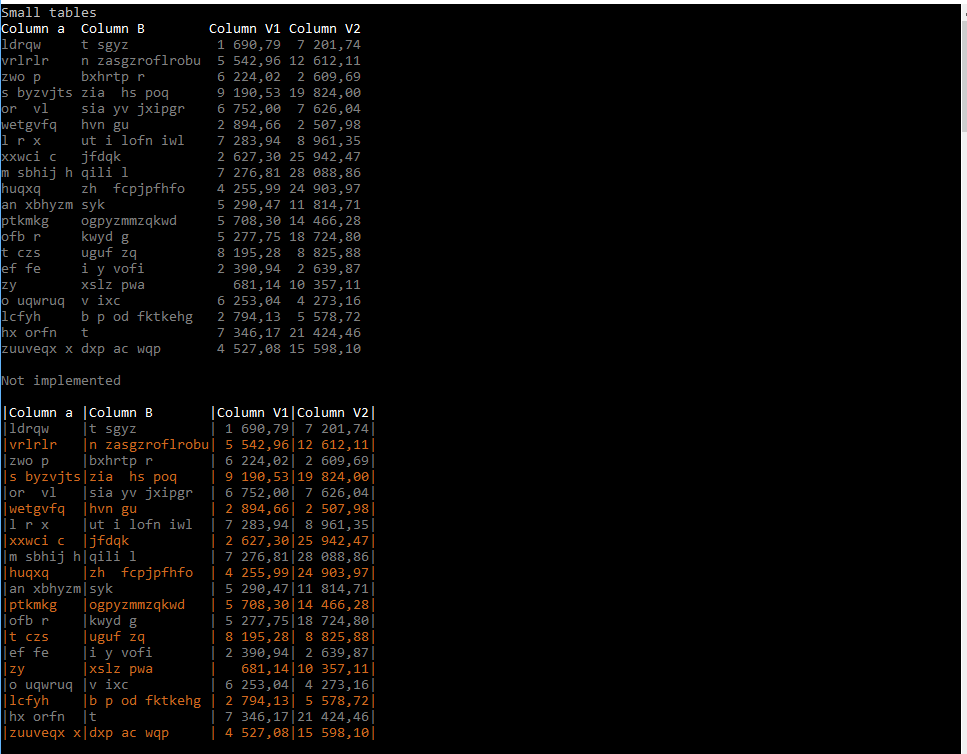 Small tables
Column a  Column B        Column V1 Column V2
ldrqw     t sgyz           1 690,79  7 201,74
vrlrlr    n zasgzroflrobu  5 542,96 12 612,11
zwo p     bxhrtp r         6 224,02  2 609,69
s byzvjts zia  hs poq      9 190,53 19 824,00
or  vl    sia yv jxipgr    6 752,00  7 626,04
wetgvfq   hvn gu           2 894,66  2 507,98
l r x     ut i lofn iwl    7 283,94  8 961,35
xxwci c   jfdqk            2 627,30 25 942,47
m sbhij h qili l           7 276,81 28 088,86
huqxq     zh  fcpjpfhfo    4 255,99 24 903,97
an xbhyzm syk              5 290,47 11 814,71
ptkmkg    ogpyzmmzqkwd     5 708,30 14 466,28
ofb r     kwyd g           5 277,75 18 724,80
t czs     uguf zq          8 195,28  8 825,88
ef fe     i y vofi         2 390,94  2 639,87
zy        xslz pwa           681,14 10 357,11
o uqwruq  v ixc            6 253,04  4 273,16
lcfyh     b p od fktkehg   2 794,13  5 578,72
hx orfn   t                7 346,17 21 424,46
zuuveqx x dxp ac wqp       4 527,08 15 598,10
Not implemented
|Column a |Column B       |Column V1|Column V2|
|ldrqw    |t sgyz         | 1 690,79| 7 201,74|
|vrlrlr   |n zasgzroflrobu| 5 542,96|12 612,11|
|zwo p    |bxhrtp r       | 6 224,02| 2 609,69|
|s byzvjts|zia  hs poq    | 9 190,53|19 824,00|
|or  vl   |sia yv jxipgr  | 6 752,00| 7 626,04|
|wetgvfq  |hvn gu         | 2 894,66| 2 507,98|
|l r x    |ut i lofn iwl  | 7 283,94| 8 961,35|
|xxwci c  |jfdqk          | 2 627,30|25 942,47|
|m sbhij h|qili l         | 7 276,81|28 088,86|
|huqxq    |zh  fcpjpfhfo  | 4 255,99|24 903,97|
|an xbhyzm|syk            | 5 290,47|11 814,71|
|ptkmkg   |ogpyzmmzqkwd   | 5 708,30|14 466,28|
|ofb r    |kwyd g         | 5 277,75|18 724,80|
|t czs    |uguf zq        | 8 195,28| 8 825,88|
|ef fe    |i y vofi       | 2 390,94| 2 639,87|
|zy       |xslz pwa       |   681,14|10 357,11|
|o uqwruq |v ixc          | 6 253,04| 4 273,16|
|lcfyh    |b p od fktkehg | 2 794,13| 5 578,72|
|hx orfn  |t              | 7 346,17|21 424,46|
|zuuveqx x|dxp ac wqp     | 4 527,08|15 598,10|